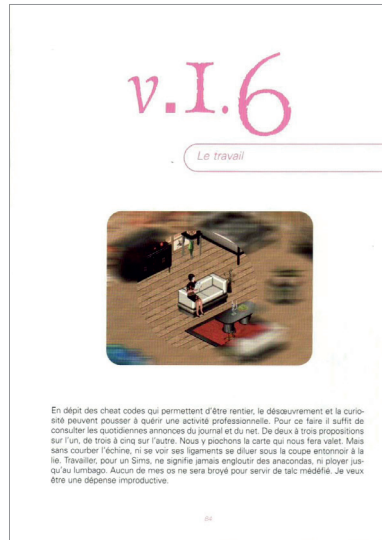 v.1.6
Le travail
En dépit des cheat codes qui permettent d'être rentier, le désœuvrement et la curio-
sité peuvent pousser à quérir une activité professionnelle. Pour ce faire il suffit de
consulter les quotidiennes annonces du journal et du net. De deux à trois propositions
sur l'un, de trois à cinq sur l'autre. Nous y piochons la carte qui nous fera valet. Mais
sans courber l'échine, ni se voir ses ligaments se diluer sous la coupe entonnoir à la
lie. Travailler, pour un Sims, ne signifie jamais engloutir des anacondas, ni ployer jus-
qu'au lumbago. Aucun de mes os ne sera broyé pour servir de talc médéfié. Je veux
être une dépense improductive.
64